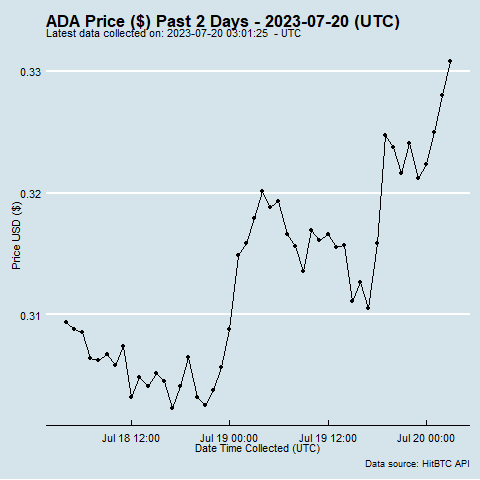 ADA Price ($) Past 2 Days - 2023-07-20 (UTC)
Latest data collected on: 2023-07-20 03:01:25 - UTC
0.33
0.32
0.31
Price USD ($)
Jul 18 12:00
Jul 19 00:00
Jul 19 12:00
Jul 20 00:00
Date Time Collected (UTC)
Data source: HitBTC API